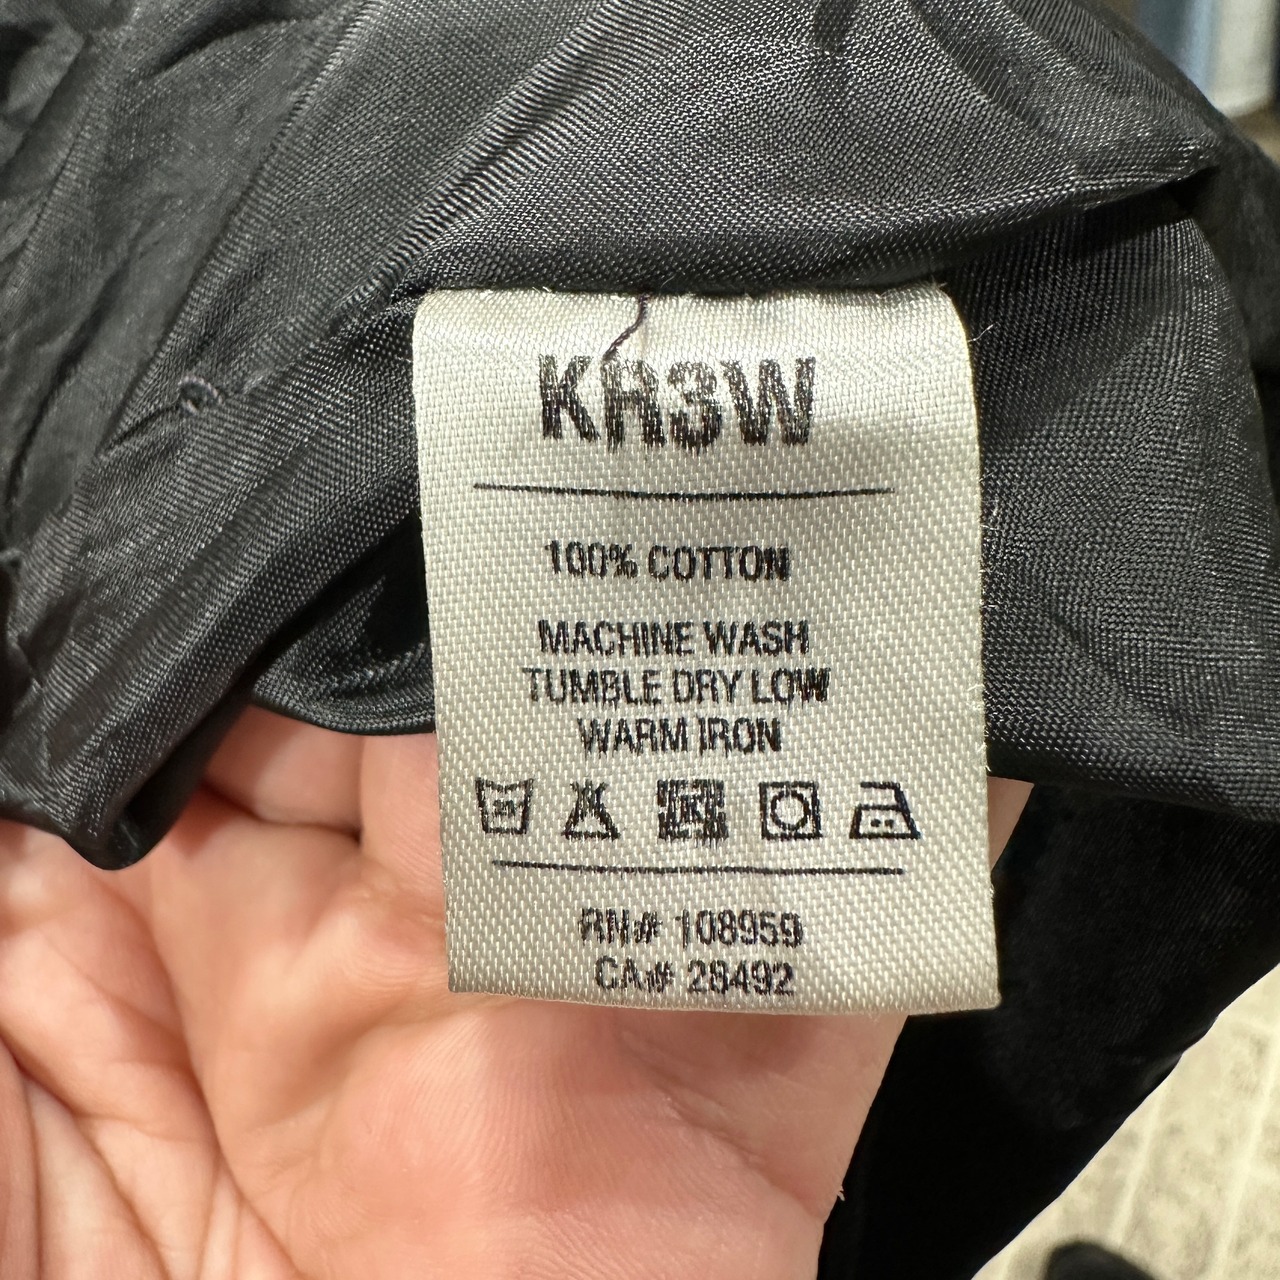 KR3W
100% COTTON
MACHINE WASH
TUMBLE DRY LOW
WARM IRON
RN# 108959
CA# 28492